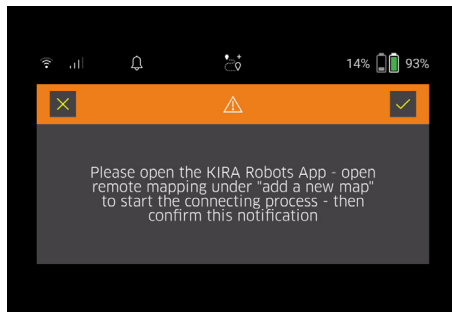 14% 93%
Please open the KIRA Robots App - open
remote mapping under "add a new map"
to start the connecting process - then
confirm this notification